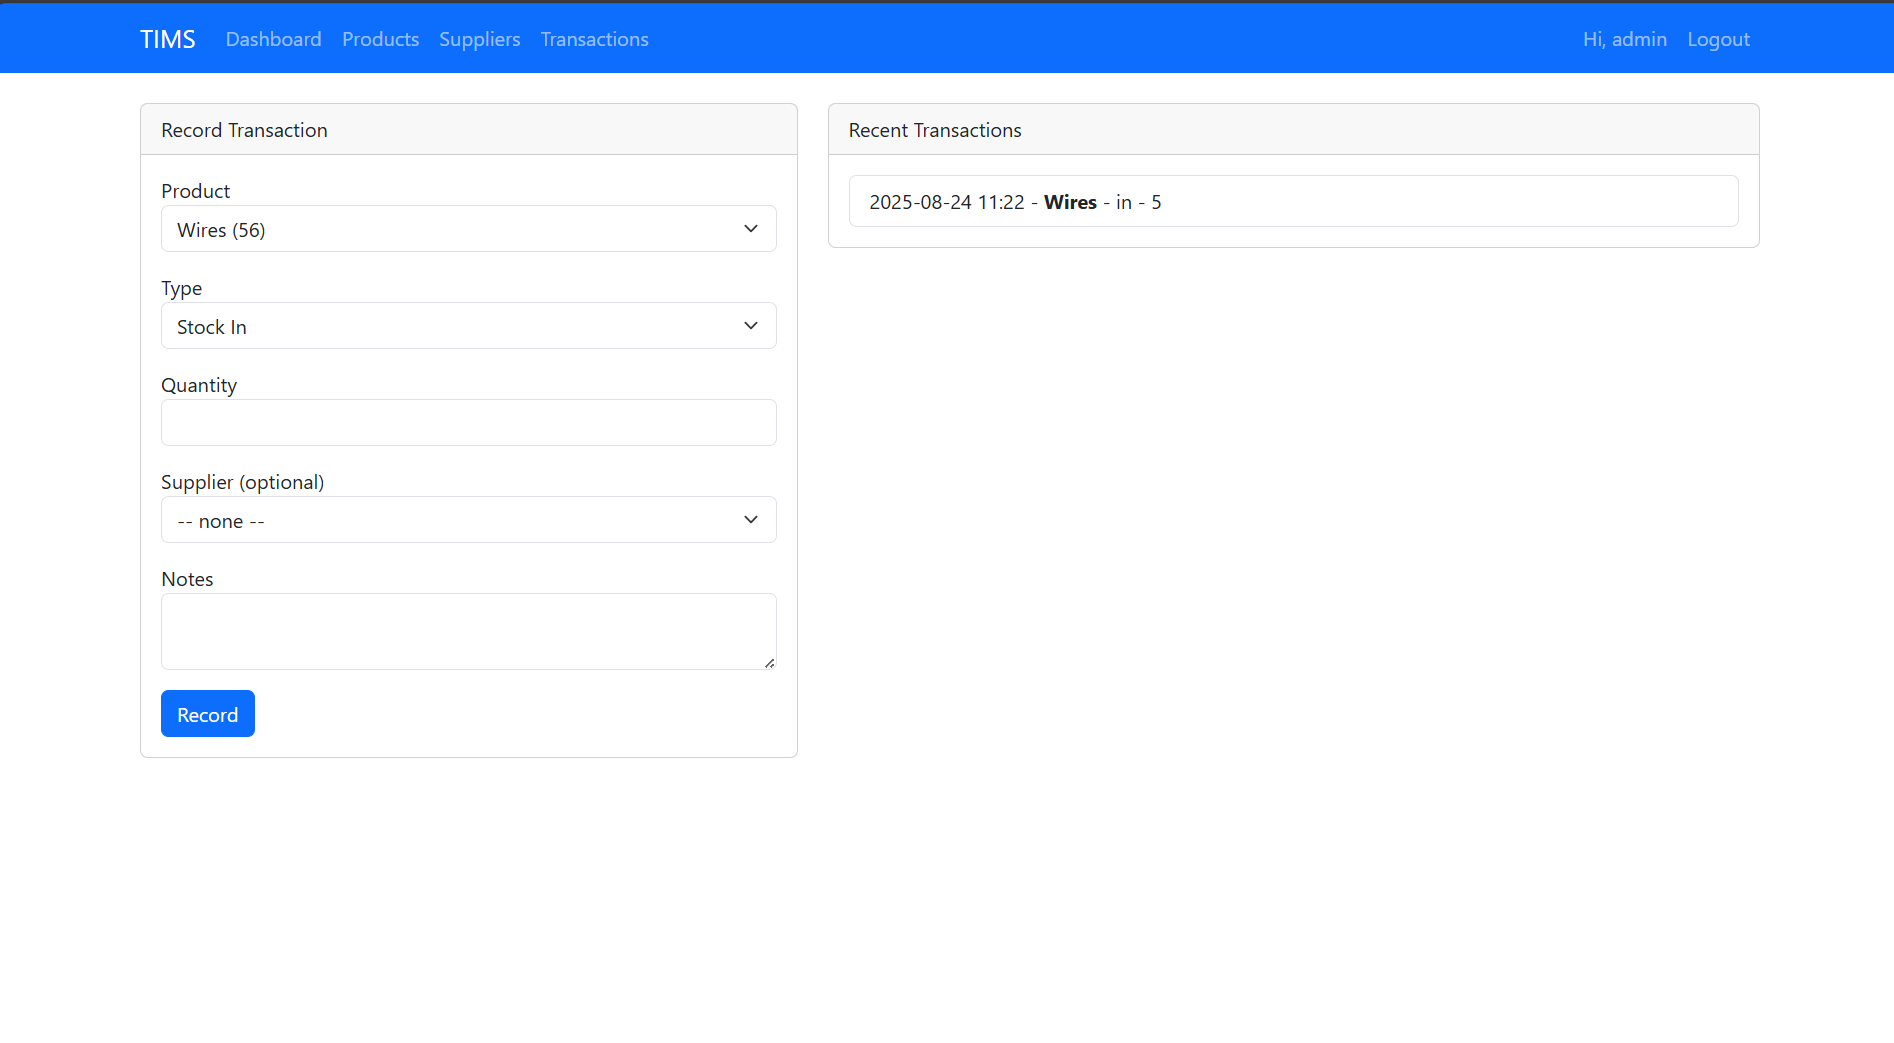 TIMS Dashboard Products Suppliers Transactions Hi, admin Logout
Record Transaction
Product
Wires (56)
Type
Stock In
Quantity
Supplier (optional)
-- none --
Notes
Record
Recent Transactions
2025-08-24 11:22 - Wires - in - 5